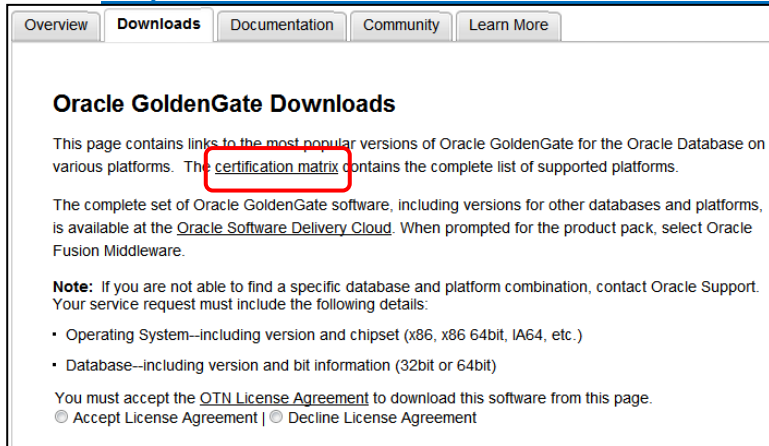 Overview Downloads Documentation Community Learn More
Oracle GoldenGate Downloads
This page contains links to the most popular versions of Oracle GoldenGate for the Oracle Database on
various platforms. The certification matrix contains the complete list of supported platforms.
The complete set of Oracle GoldenGate software, including versions for other databases and platforms,
is available at the Oracle Software Delivery Cloud. When prompted for the product pack, select Oracle
Fusion Middleware.
Note: If you are not able to find a specific database and platform combination, contact Oracle Support.
Your service request must include the following details:
▪ Operating System--including version and chipset (x86, x86 64bit, IA64, etc.)
▪ Database--including version and bit information (32bit or 64bit)
You must accept the OTN License Agreement to download this software from this page.
Accept License Agreement | Decline License Agreement